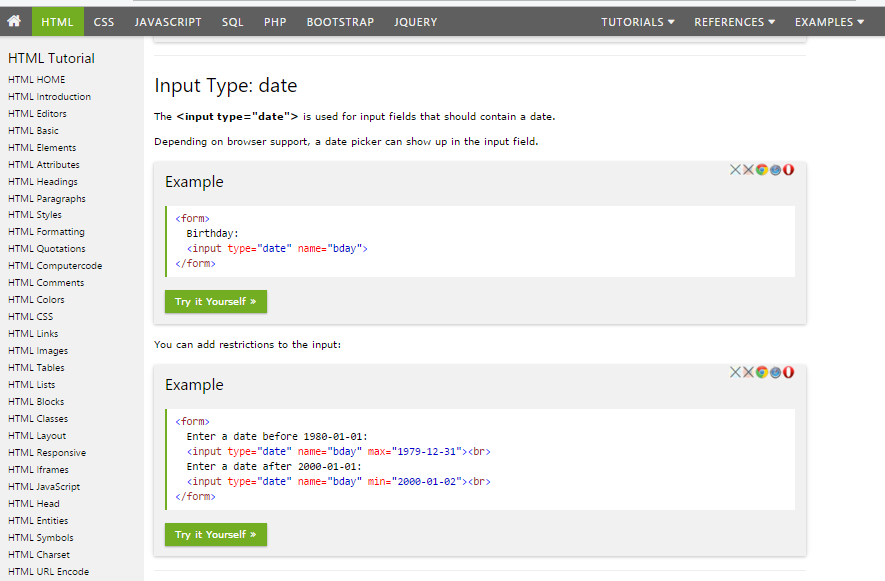 HTML CSS JAVASCRIPT SQL PHP BOOTSTRAP JQUERY TUTORIALS REFERENCES EXAMPLES
HTML Tutorial
HTML HOME
HTML Introduction
HTML Editors
HTML Basic
HTML Elements
HTML Attributes
HTML Headings
HTML Paragraphs
HTML Styles
HTML Formatting
HTML Quotations
HTML Computercode
HTML Comments
HTML Colors
HTML CSS
HTML Links
HTML Images
HTML Tables
HTML Lists
HTML Blocks
HTML Classes
HTML Layout
HTML Responsive
HTML Iframes
HTML JavaScript
HTML Head
HTML Entities
HTML Symbols
HTML Charset
HTML URL Encode
Input Type: date
The <input type="date"> is used for input fields that should contain a date.
Depending on browser support, a date picker can show up in the input field.
Example
<form>
  Birthday:
  <input type="date" name="bday">
</form>
Try it Yourself »
You can add restrictions to the input:
Example
<form>
  Enter a date before 1980-01-01:
  <input type="date" name="bday" max="1979-12-31"><br>
  Enter a date after 2000-01-01:
  <input type="date" name="bday" min="2000-01-02"><br>
</form>
Try it Yourself »